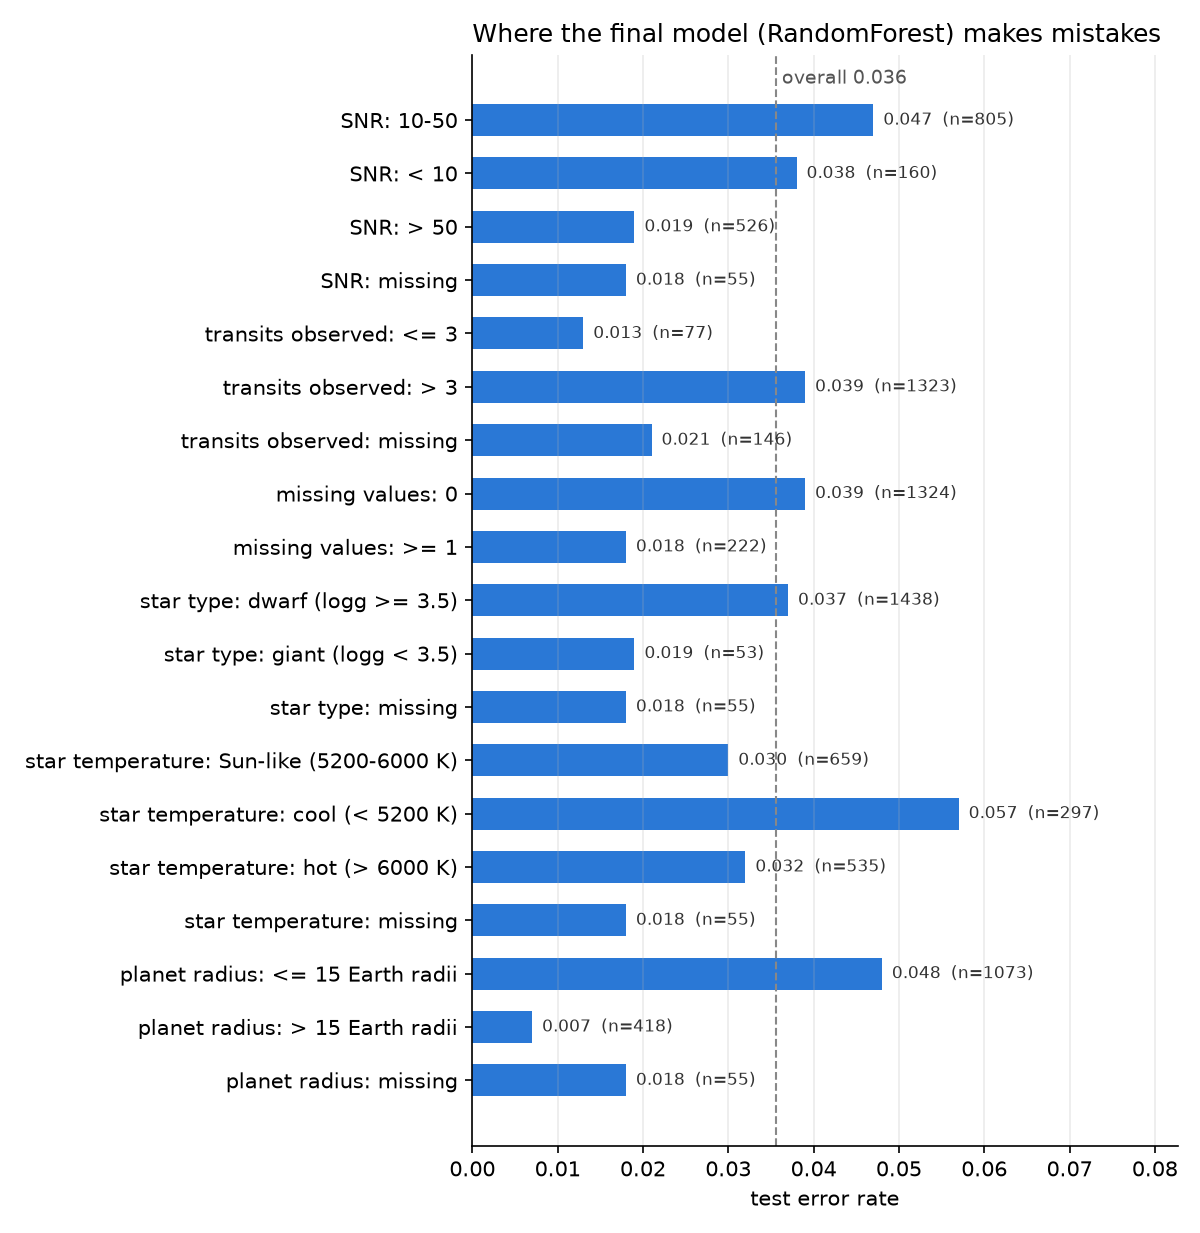 Where the final model (RandomForest) makes mistakes
overall 0.036
SNR: 10-50 0.047 (n=805)
SNR: < 10 0.038 (n=160)
SNR: > 50 0.019 (n=526)
SNR: missing 0.018 (n=55)
transits observed: <= 3 0.013 (n=77)
transits observed: > 3 0.039 (n=1323)
transits observed: missing 0.021 (n=146)
missing values: 0 0.039 (n=1324)
missing values: >= 1 0.018 (n=222)
star type: dwarf (logg >= 3.5) 0.037 (n=1438)
star type: giant (logg < 3.5) 0.019 (n=53)
star type: missing 0.018 (n=55)
star temperature: Sun-like (5200-6000 K) 0.030 (n=659)
star temperature: cool (< 5200 K) 0.057 (n=297)
star temperature: hot (> 6000 K) 0.032 (n=535)
star temperature: missing 0.018 (n=55)
planet radius: <= 15 Earth radii 0.048 (n=1073)
planet radius: > 15 Earth radii 0.007 (n=418)
planet radius: missing 0.018 (n=55)
0.00 0.01 0.02 0.03 0.04 0.05 0.06 0.07 0.08
test error rate